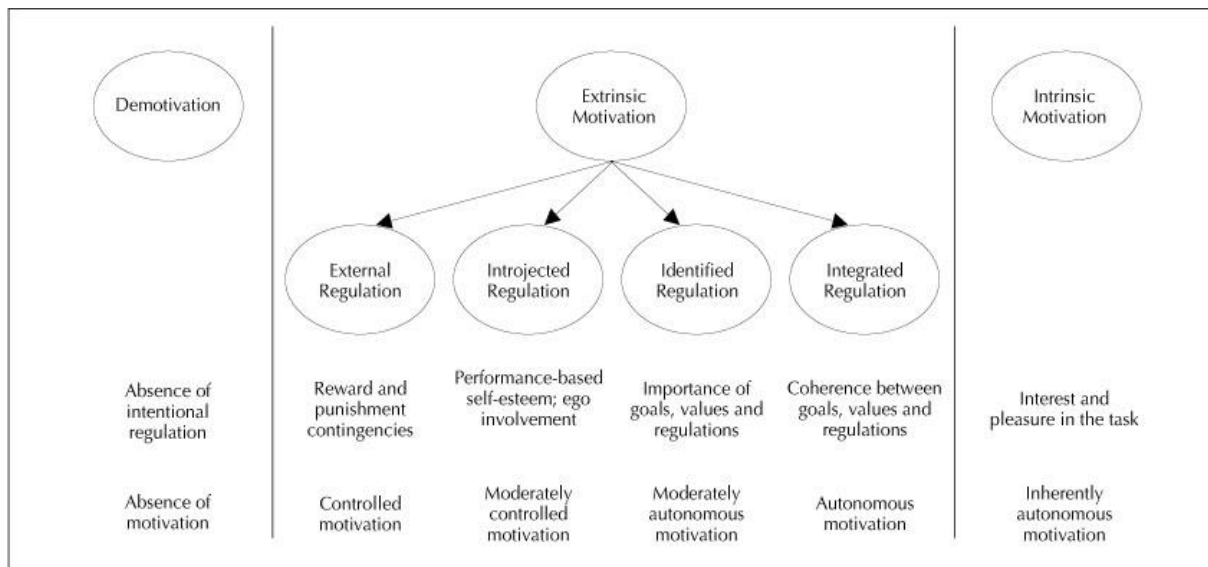 Demotivation
Extrinsic
Motivation
Intrinsic
Motivation
External
Regulation
Introjected
Regulation
Identified
Regulation
Integrated
Regulation
Absence of
intentional
regulation
Reward and
punishment
contingencies
Performance-based
self-esteem; ego
involvement
Importance of
goals, values and
regulations
Coherence between
goals, values and
regulations
Interest and
pleasure in the task
Absence of
motivation
Controlled
motivation
Moderately
controlled
motivation
Moderately
autonomous
motivation
Autonomous
motivation
Inherently
autonomous
motivation